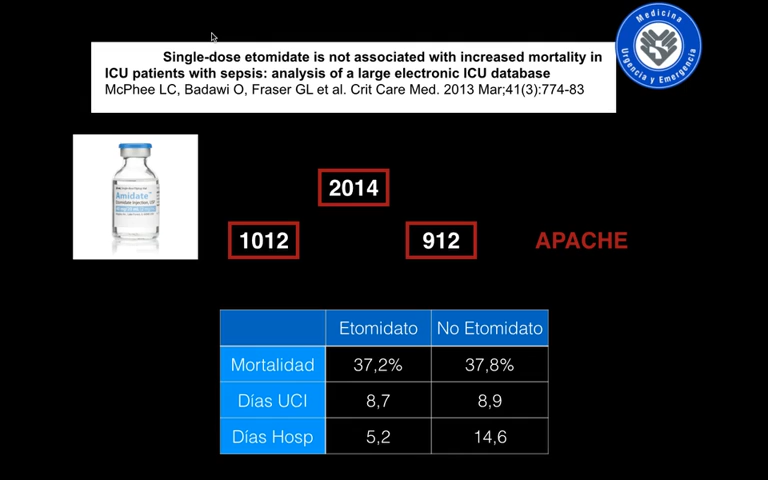 Single-dose etomidate is not associated with increased mortality in
ICU patients with sepsis: analysis of a large electronic ICU database
McPhee LC, Badawi O, Fraser GL et al. Crit Care Med. 2013 Mar;41(3):774-83
Medicina
Urgencia y Emergencia
Amidate
2014
1012
912
APACHE
Etomidato
No Etomidato
Mortalidad
37,2%
37,8%
Días UCI
8,7
8,9
Días Hosp
5,2
14,6